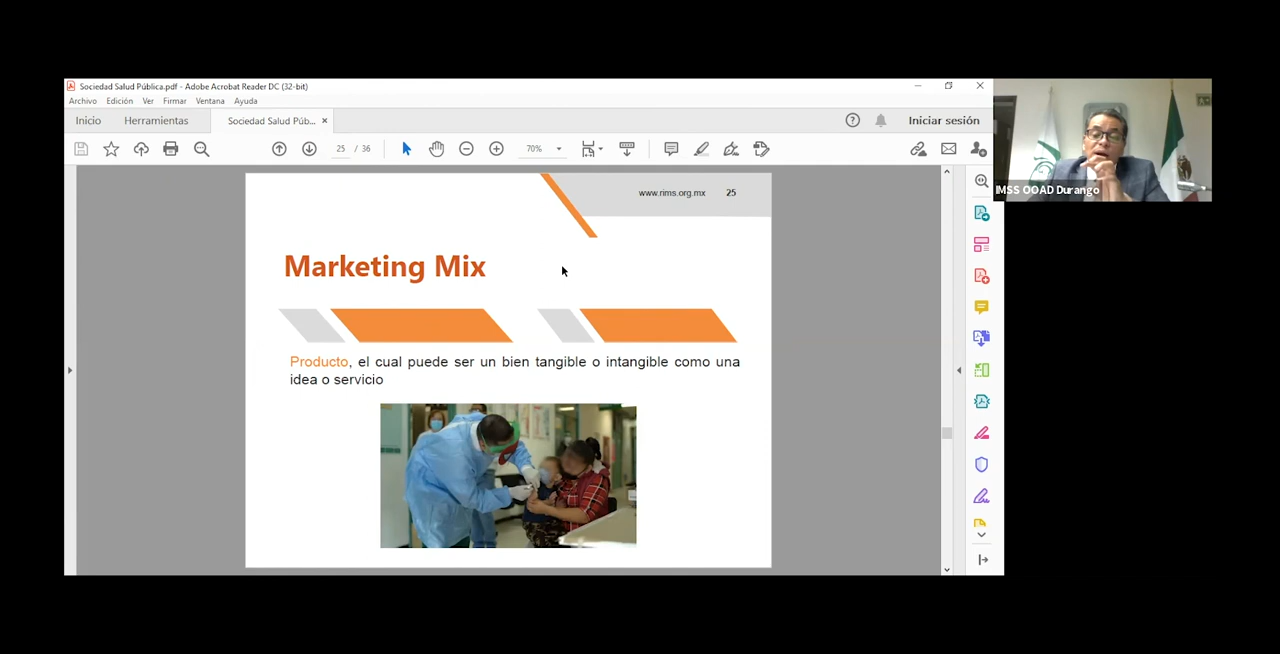 Sociedad Salud Pública.pdf - Adobe Acrobat Reader DC (32-bit)
Archivo Edición Ver Firmar Ventana Ayuda
Inicio Herramientas Sociedad Salud Púb... × Iniciar sesión
25 / 36 70%
www.rims.org.mx 25
IMSS OOAD Durango
Marketing Mix
Producto, el cual puede ser un bien tangible o intangible como una
idea o servicio